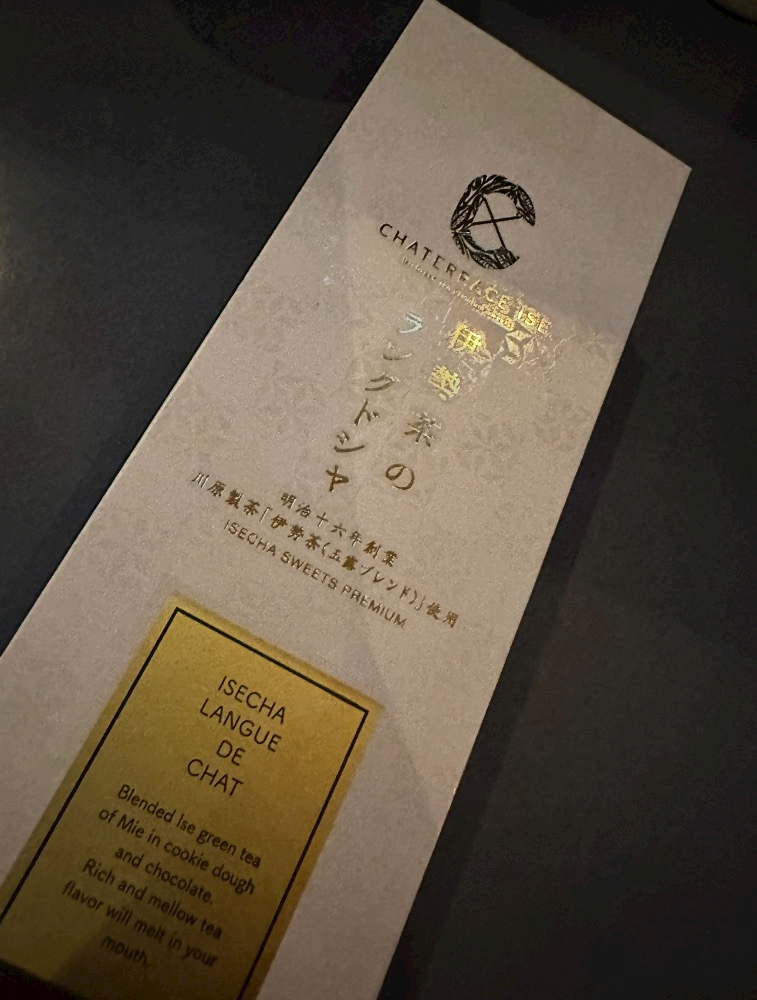 CHATERRACE ISE
伊勢茶の
ラングドシャ
明治十六年創業
川原製茶「伊勢茶(玉露ブレンド)」使用
ISECHA SWEETS PREMIUM
ISECHA
LANGUE
DE
CHAT
Blended Ise green tea
of Mie in cookie dough
and chocolate.
Rich and mellow tea
flavor will melt in your
mouth.